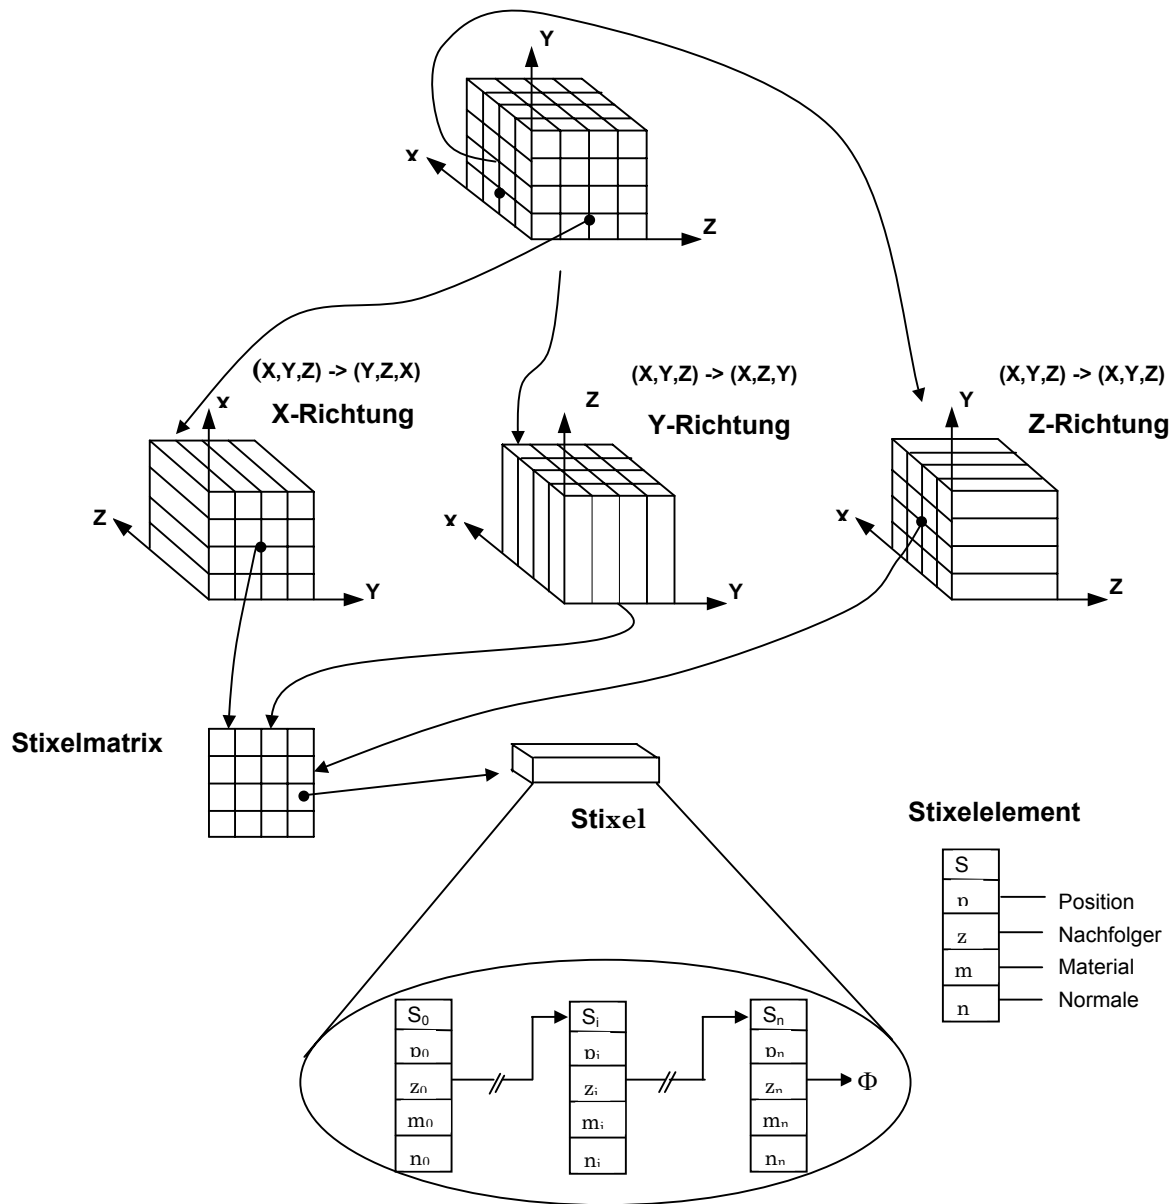 Y
X
Z
(X,Y,Z) -> (Y,Z,X)
X-Richtung
(X,Y,Z) -> (X,Z,Y)
Y-Richtung
(X,Y,Z) -> (X,Y,Z)
Z-Richtung
X
Z
Y
Z
X
Y
Y
X
Z
Stixelmatrix
Stixel
Stixelelement
S
p
Position
z
Nachfolger
m
Material
n
Normale
S0
p0
z0
m0
n0
Si
pi
zi
mi
ni
Sn
pn
zn
mn
nn
Φ